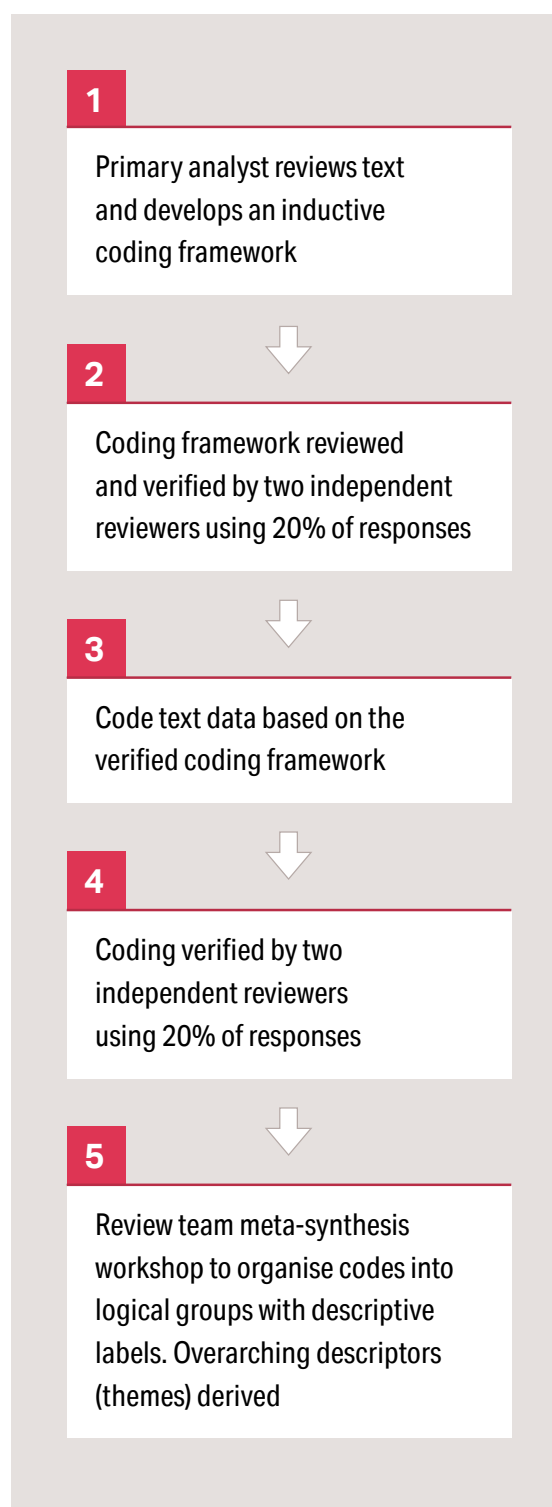 1
Primary analyst reviews text
and develops an inductive
coding framework
2
Coding framework reviewed
and verified by two independent
reviewers using 20% of responses
3
Code text data based on the
verified coding framework
4
Coding verified by two
independent reviewers
using 20% of responses
5
Review team meta-synthesis
workshop to organise codes into
logical groups with descriptive
labels. Overarching descriptors
(themes) derived